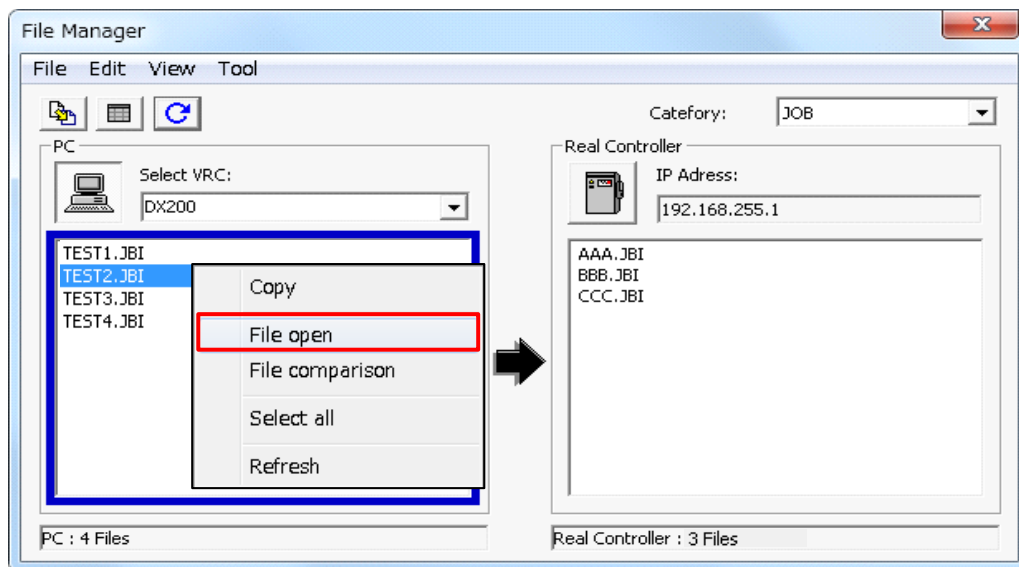 File Manager
File Edit View Tool
Catefory: JOB
PC
Select VRC:
DX200
TEST1.JBI
TEST2.JBI
TEST3.JBI
TEST4.JBI
Copy
File open
File comparison
Select all
Refresh
PC : 4 Files
Real Controller
IP Adress:
192.168.255.1
AAA.JBI
BBB.JBI
CCC.JBI
Real Controller : 3 Files